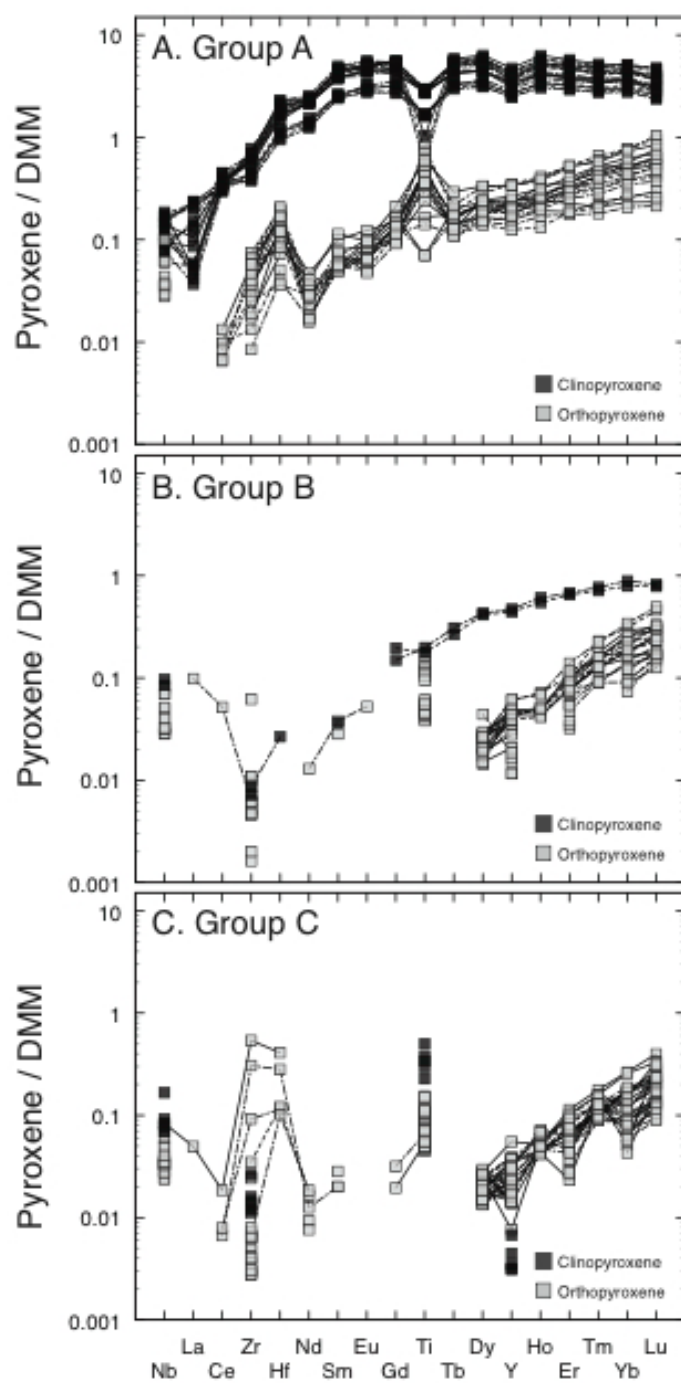 A. Group A
Pyroxene / DMM
10
1
0.1
0.01
0.001
Clinopyroxene
Orthopyroxene
B. Group B
Pyroxene / DMM
10
1
0.1
0.01
0.001
Clinopyroxene
Orthopyroxene
C. Group C
Pyroxene / DMM
10
1
0.1
0.01
0.001
Clinopyroxene
Orthopyroxene
La Zr Nd Eu Ti Dy Ho Tm Lu
Nb Ce Hf Sm Gd Tb Y Er Yb